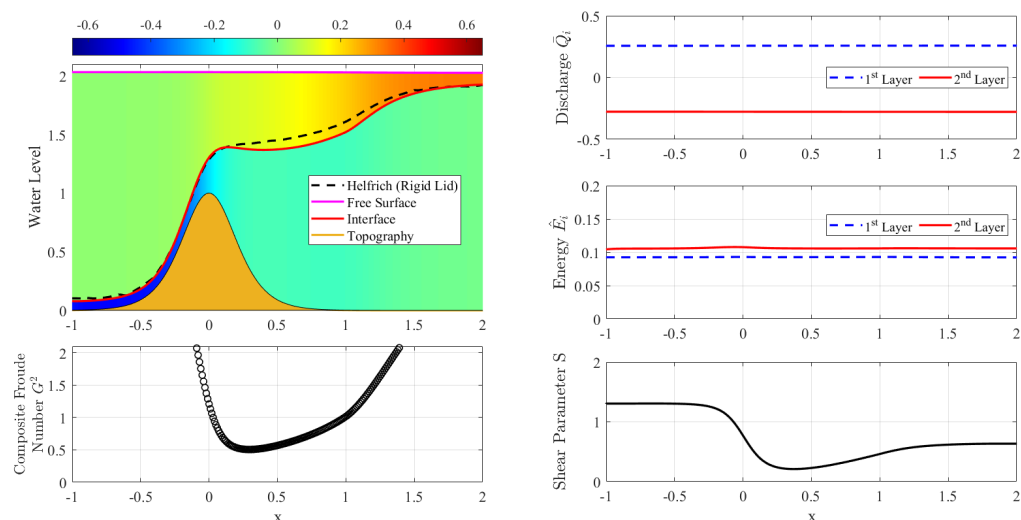 -0.6 -0.4 -0.2 0 0.2 0.4 0.6
Water Level
2
1.5
1
0.5
0
Helfrich (Rigid Lid)
Free Surface
Interface
Topography
-1 -0.5 0 0.5 1 1.5 2
Composite Froude
Number G²
2
1.5
1
0.5
0
-1 -0.5 0 0.5 1 1.5 2
x
Discharge Q̄ᵢ
0.5
0
-0.5
1st Layer 2nd Layer
-1 -0.5 0 0.5 1 1.5 2
Energy Êᵢ
0.2
0.15
0.1
0.05
0
1st Layer 2nd Layer
-1 -0.5 0 0.5 1 1.5 2
Shear Parameter S
2
1
0
-1 -0.5 0 0.5 1 1.5 2
x